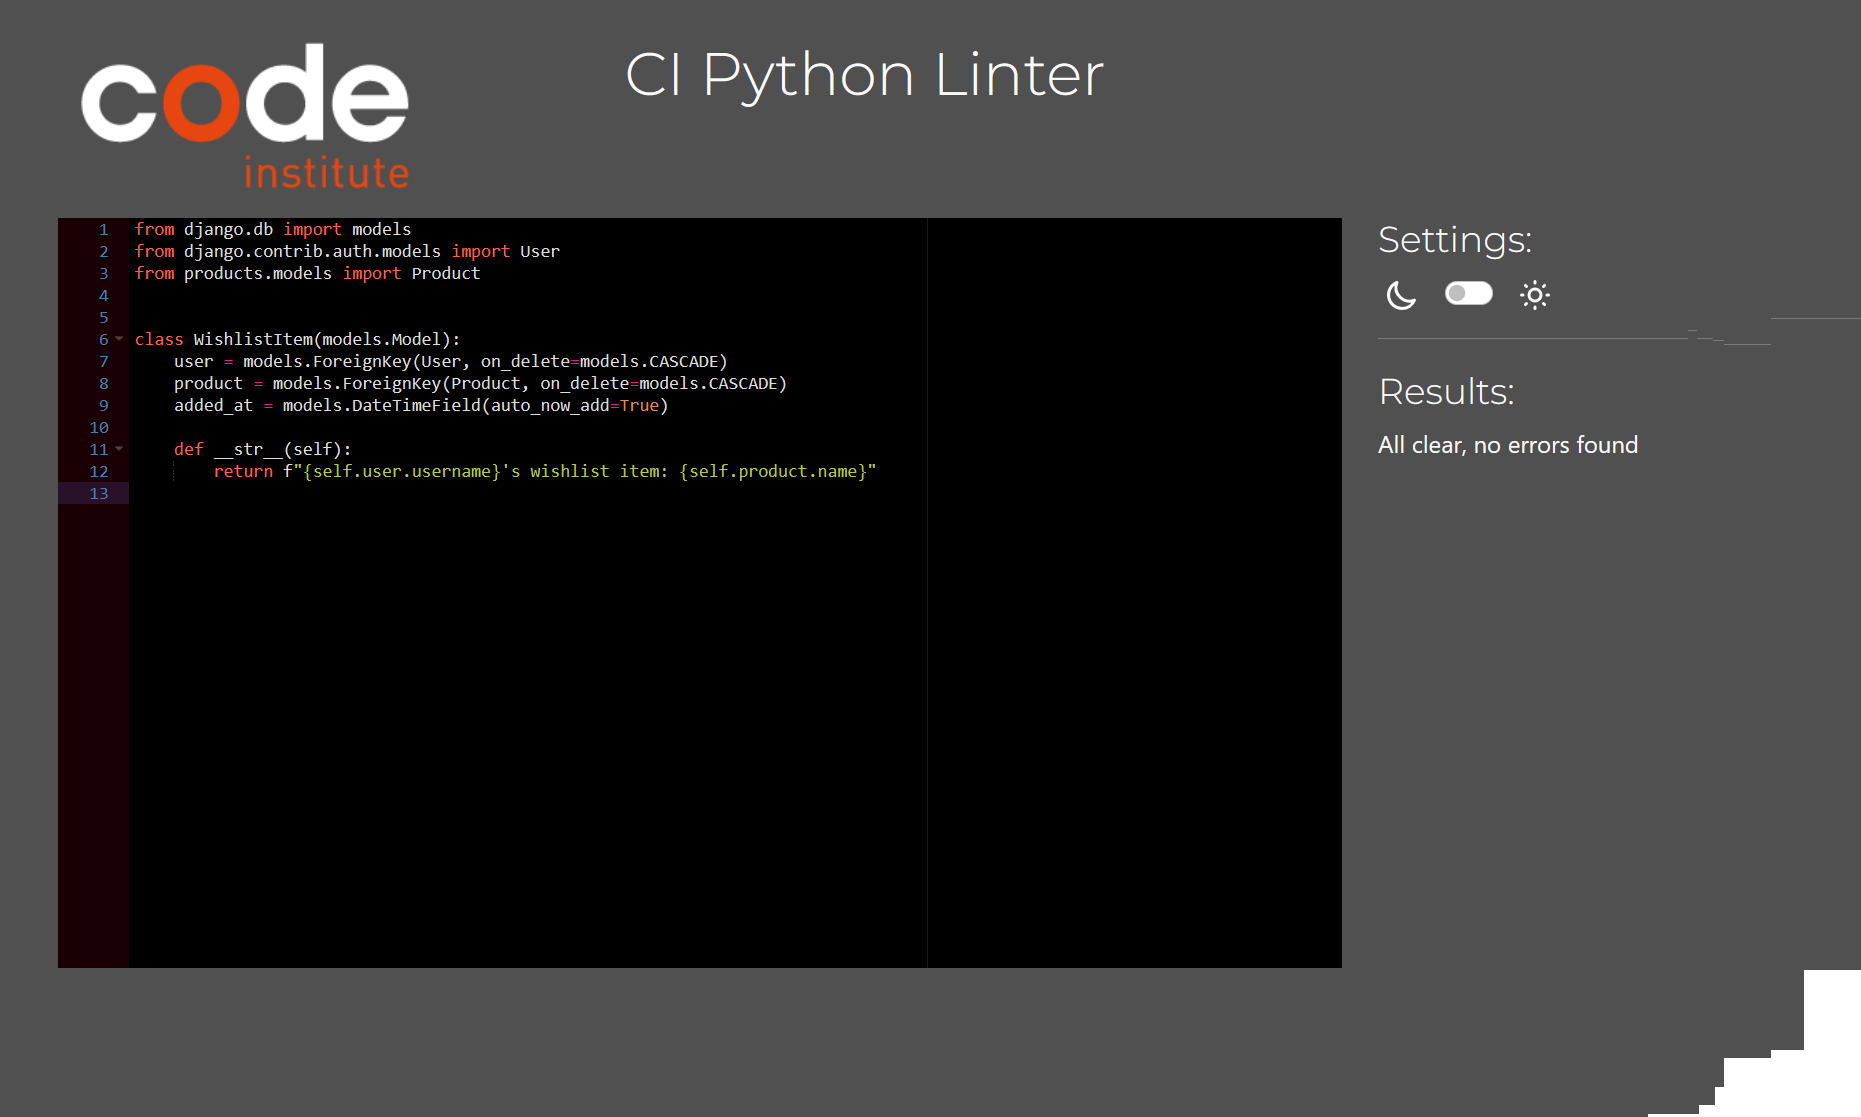 code
institute
CI Python Linter
1 from django.db import models
2 from django.contrib.auth.models import User
3 from products.models import Product
4
5
6 class WishlistItem(models.Model):
7     user = models.ForeignKey(User, on_delete=models.CASCADE)
8     product = models.ForeignKey(Product, on_delete=models.CASCADE)
9     added_at = models.DateTimeField(auto_now_add=True)
10
11     def __str__(self):
12         return f"{self.user.username}'s wishlist item: {self.product.name}"
13
Settings:
Results:
All clear, no errors found